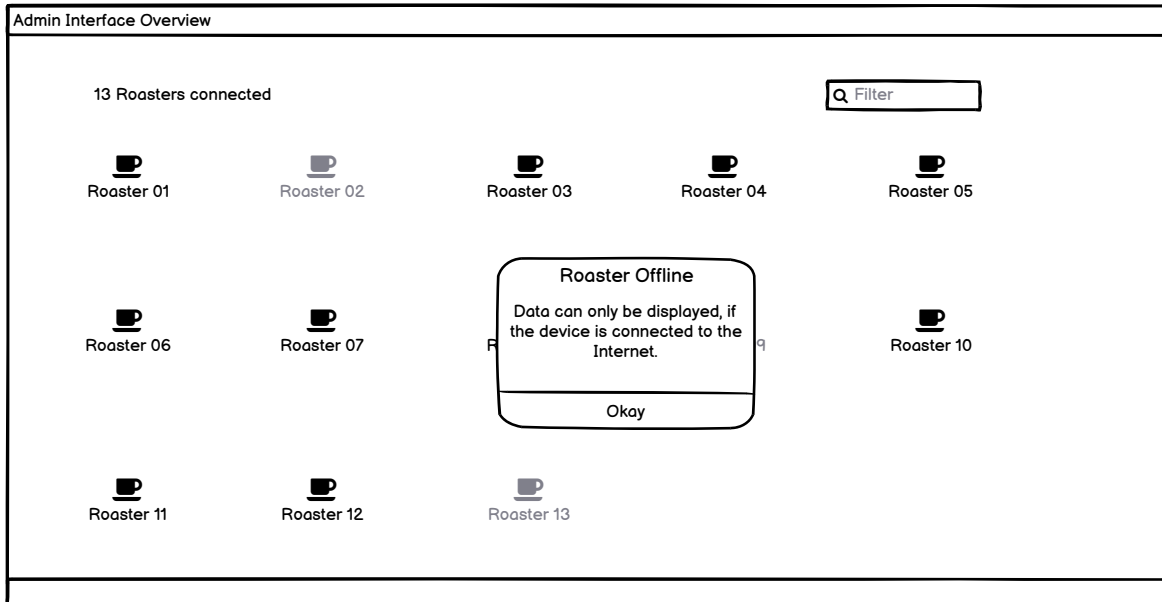 Admin Interface Overview
13 Roasters connected
Filter
Roaster 01
Roaster 02
Roaster 03
Roaster 04
Roaster 05
Roaster Offline
Data can only be displayed, if
the device is connected to the
Internet.
Okay
Roaster 06
Roaster 07
R
9
Roaster 10
Roaster 11
Roaster 12
Roaster 13